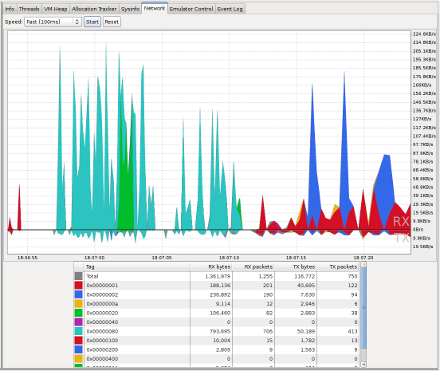 Info Threads VM Heap Allocation Tracker Sysinfo Network Emulator Control Event Log
Speed: Fast (100ms) Start Reset
224.6KB/s
205.1KB/s
195.3KB/s
185.5KB/s
175.8KB/s
166KB/s
156.2KB/s
146.5KB/s
136.7KB/s
127KB/s
117.2KB/s
107.4KB/s
97.7KB/s
87.9KB/s
78.1KB/s
68.4KB/s
58.6KB/s
48.8KB/s
39.1KB/s
29.3KB/s
19.5KB/s
RX
9.8KB/s
0B/s
TX
9.8KB/s
19.5KB/s
18:06:55 18:07:00 18:07:05 18:07:10 18:07:15 18:07:20
Tag RX bytes RX packets TX bytes TX packets
Total 1,361,979 1,255 116,772 750
0x00000001 188,136 201 40,605 122
0x00000002 236,892 190 7,630 94
0x00000004 9,114 12 2,946 6
0x00000020 106,460 82 2,883 38
0x00000040 0 0 0 0
0x00000080 793,695 706 50,189 413
0x00000100 10,004 15 1,782 13
0x00000200 2,809 9 1,563 9
0x00000400 0 0 0 0